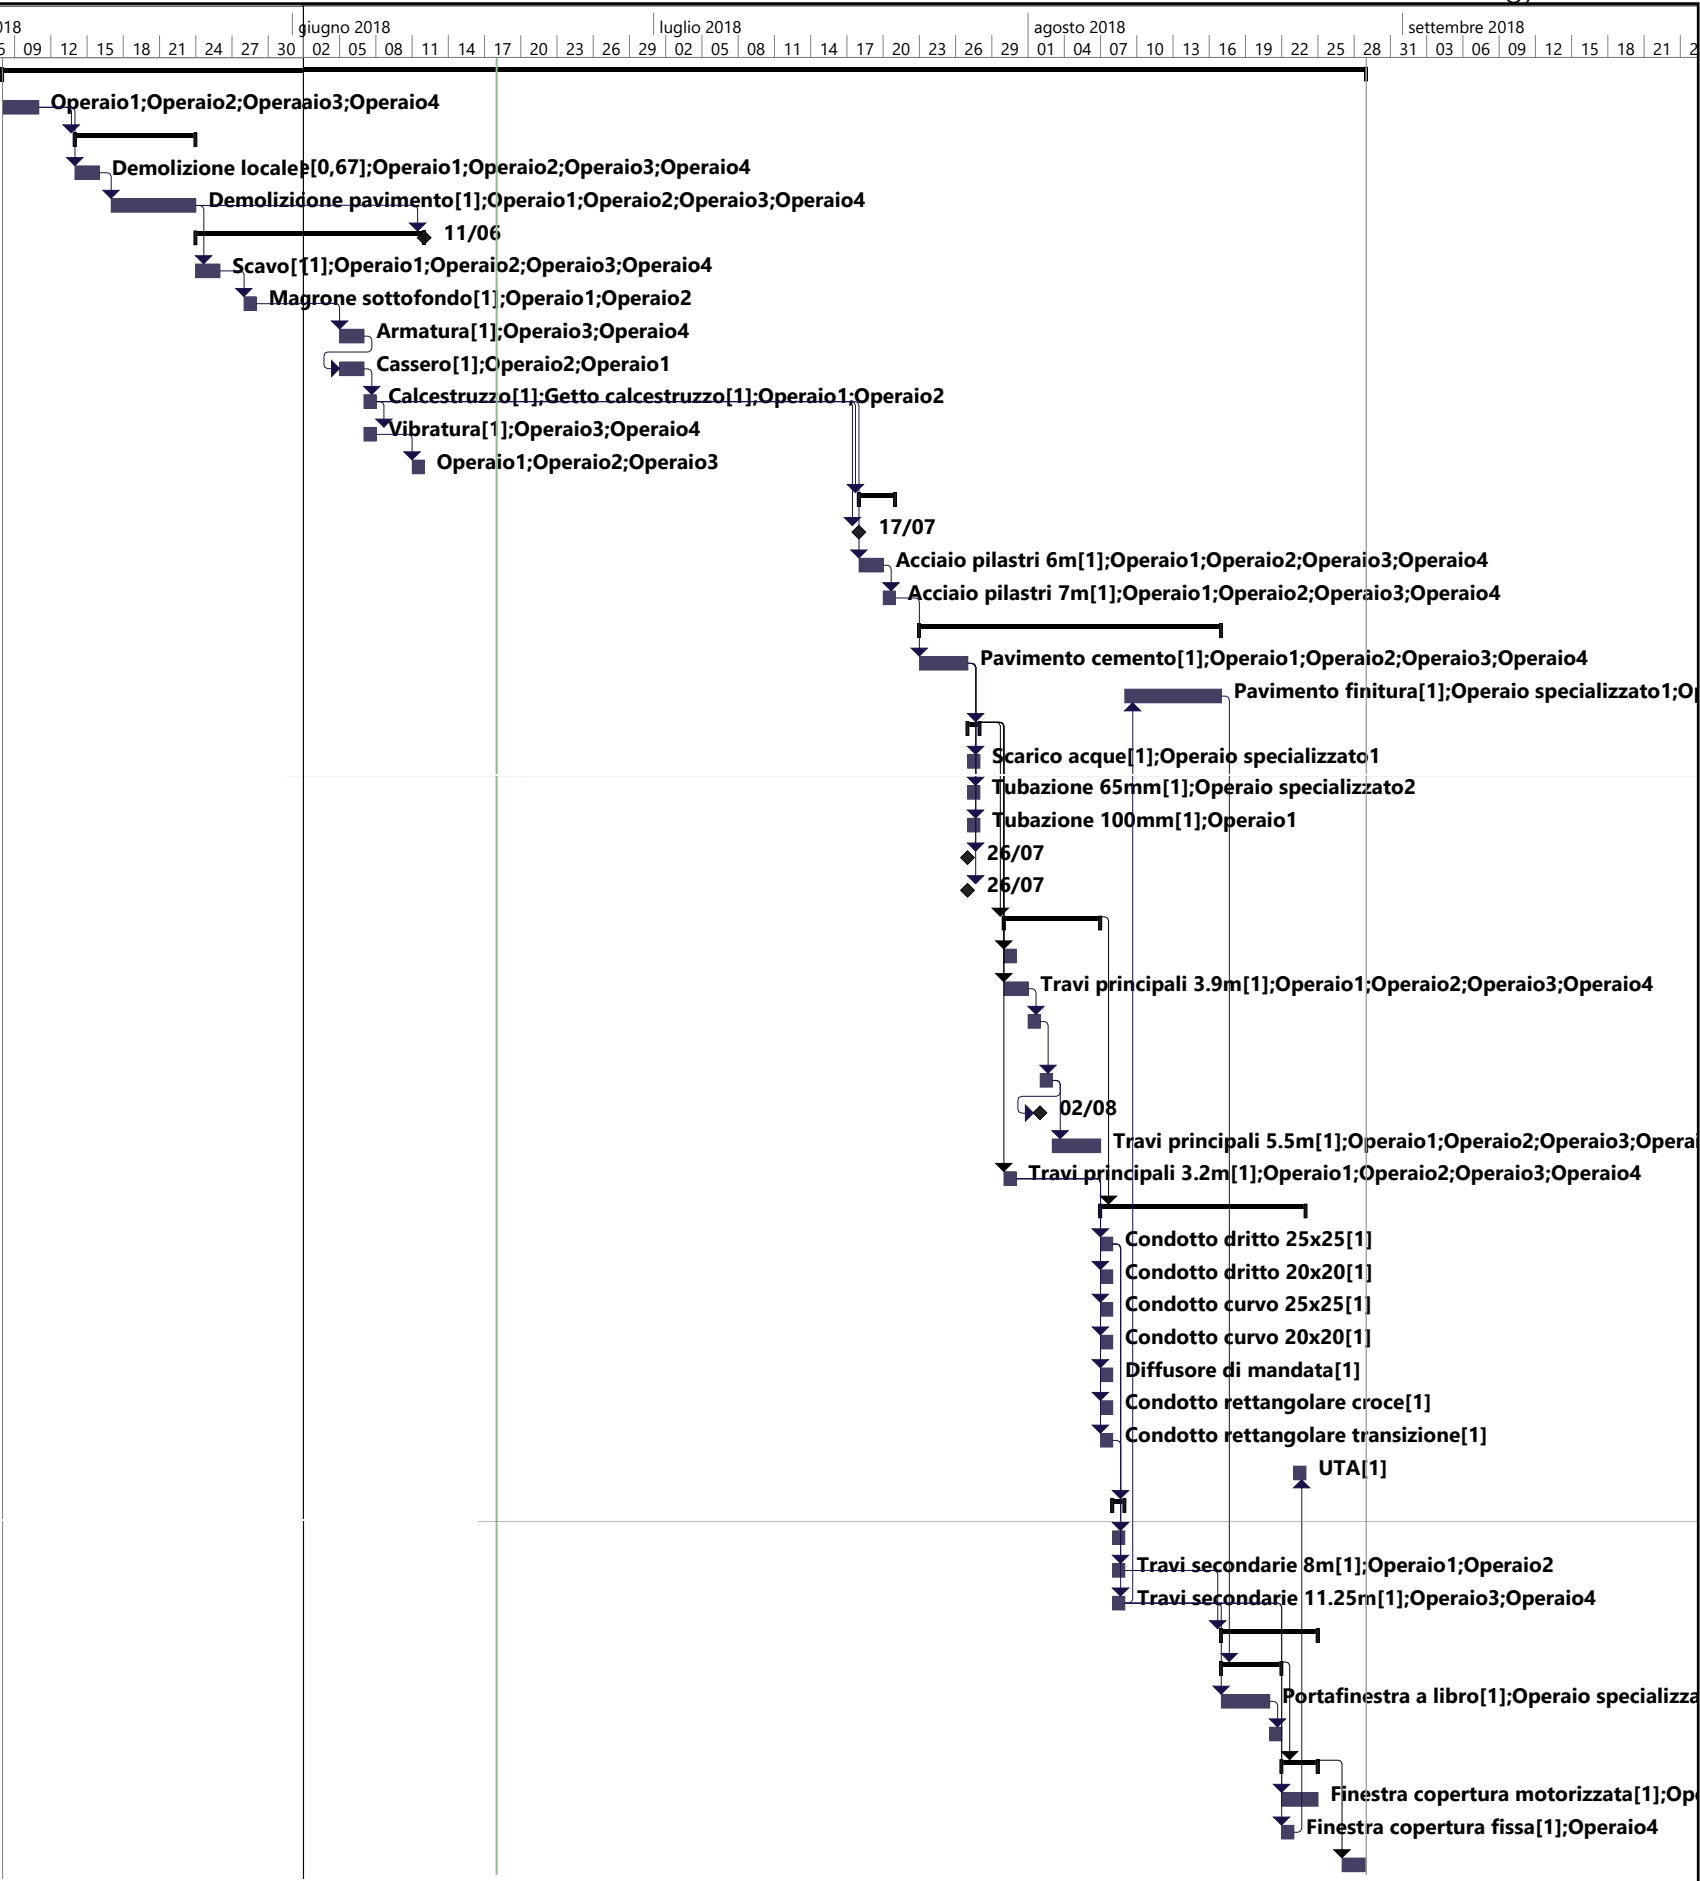 018
giugno 2018
luglio 2018
agosto 2018
settembre 2018
6 09 12 15 18 21 24 27 30 02 05 08 11 14 17 20 23 26 29 02 05 08 11 14 17 20 23 26 29 01 04 07 10 13 16 19 22 25 28 31 03 06 09 12 15 18 21 2
Operaio1;Operaio2;Operaaio3;Operaio4
Demolizione locale[0,67];Operaio1;Operaio2;Operaio3;Operaio4
Demolizione pavimento[1];Operaio1;Operaio2;Operaio3;Operaio4
11/06
Scavo[1];Operaio1;Operaio2;Operaio3;Operaio4
Magrone sottofondo[1];Operaio1;Operaio2
Armatura[1];Operaio3;Operaio4
Cassero[1];Operaio2;Operaio1
Calcestruzzo[1];Getto calcestruzzo[1];Operaio1;Operaio2
Vibratura[1];Operaio3;Operaio4
Operaio1;Operaio2;Operaio3
17/07
Acciaio pilastri 6m[1];Operaio1;Operaio2;Operaio3;Operaio4
Acciaio pilastri 7m[1];Operaio1;Operaio2;Operaio3;Operaio4
Pavimento cemento[1];Operaio1;Operaio2;Operaio3;Operaio4
Pavimento finitura[1];Operaio specializzato1;Op
Scarico acque[1];Operaio specializzato1
Tubazione 65mm[1];Operaio specializzato2
Tubazione 100mm[1];Operaio1
26/07
26/07
Travi principali 3.9m[1];Operaio1;Operaio2;Operaio3;Operaio4
02/08
Travi principali 5.5m[1];Operaio1;Operaio2;Operaio3;Operai
Travi principali 3.2m[1];Operaio1;Operaio2;Operaio3;Operaio4
Condotto dritto 25x25[1]
Condotto dritto 20x20[1]
Condotto curvo 25x25[1]
Condotto curvo 20x20[1]
Diffusore di mandata[1]
Condotto rettangolare croce[1]
Condotto rettangolare transizione[1]
UTA[1]
Travi secondarie 8m[1];Operaio1;Operaio2
Travi secondarie 11.25m[1];Operaio3;Operaio4
Portafinestra a libro[1];Operaio specializza
Finestra copertura motorizzata[1];Ope
Finestra copertura fissa[1];Operaio4